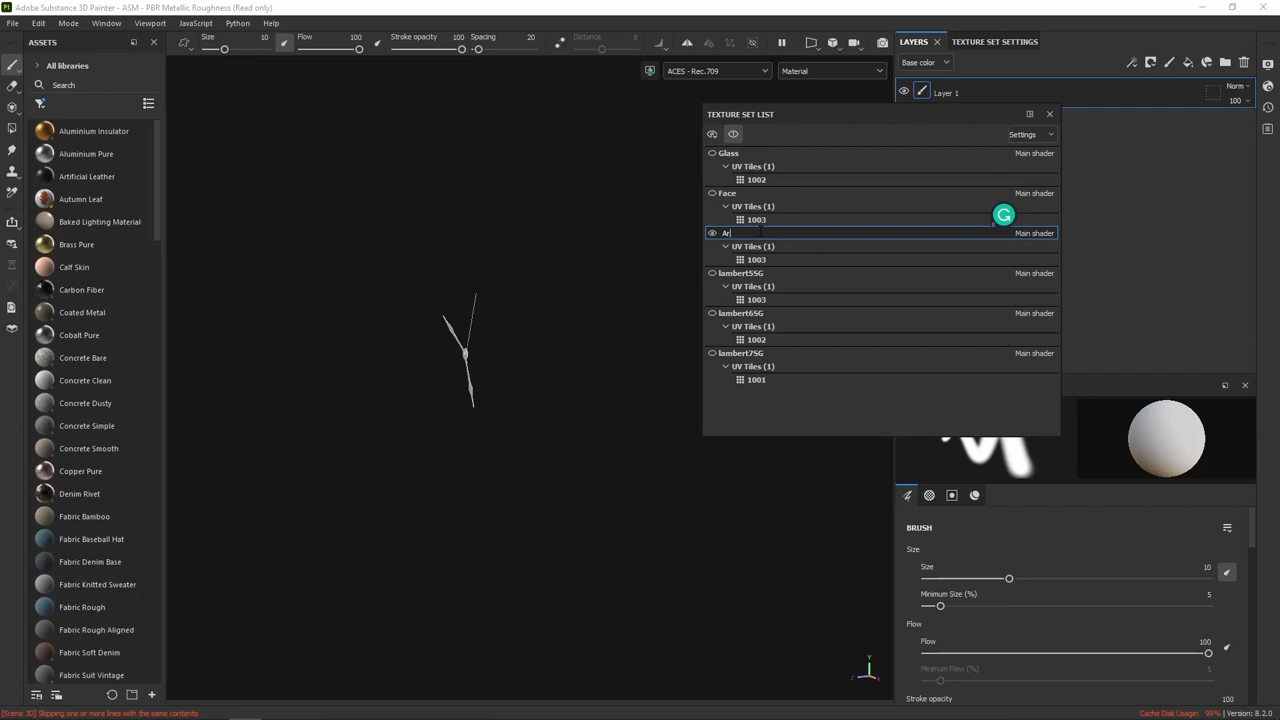 Adobe Substance 3D Painter - ASM - PBR Metallic Roughness (Read only)
File Edit Mode Viewport JavaScript Python Help
ASSETS
Size 10 Flow 100 Stroke opacity 100 Spacing 20 Distance 8
LAYERS TEXTURE SET SETTINGS
All libraries
Base color
ACES - Rec.709 Material
Search
Layer 1 Norm
100
TEXTURE SET LIST
Settings
Glass Main shader
UV Tiles (1)
1002
Face Main shader
UV Tiles (1)
1003
Ar Main shader
UV Tiles (1)
1003
lambert5SG Main shader
UV Tiles (1)
1003
lambert6SG Main shader
UV Tiles (1)
1002
lambert7SG Main shader
UV Tiles (1)
1001
Aluminium Insulator
Aluminium Pure
Artificial Leather
Autumn Leaf
Baked Lighting Material
Brass Pure
Calf Skin
Carbon Fiber
Coated Metal
Cobalt Pure
Concrete Bare
Concrete Clean
Concrete Dusty
Concrete Simple
Concrete Smooth
Copper Pure
Denim Rivet
Fabric Bamboo
Fabric Baseball Hat
Fabric Denim Base
Fabric Knitted Sweater
Fabric Rough
Fabric Rough Aligned
Fabric Soft Denim
Fabric Suit Vintage
BRUSH
Size
Size 10
Minimum Size (%) 5
Flow
Flow 100
Minimum Flow (%) 5
Stroke opacity 100
Y
Z X
[Scene 3D] Skipping one or more lines with the same contents
Cache Disk Usage: 99% | Version: 8.2.0